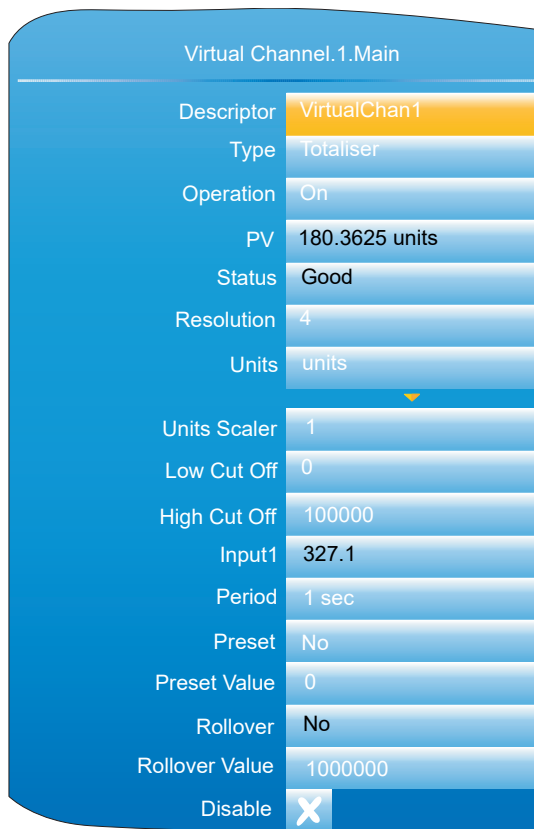 Virtual Channel.1.Main
Descriptor VirtualChan1
Type Totaliser
Operation On
PV 180.3625 units
Status Good
Resolution 4
Units units
Units Scaler 1
Low Cut Off 0
High Cut Off 100000
Input1 327.1
Period 1 sec
Preset No
Preset Value 0
Rollover No
Rollover Value 1000000
Disable